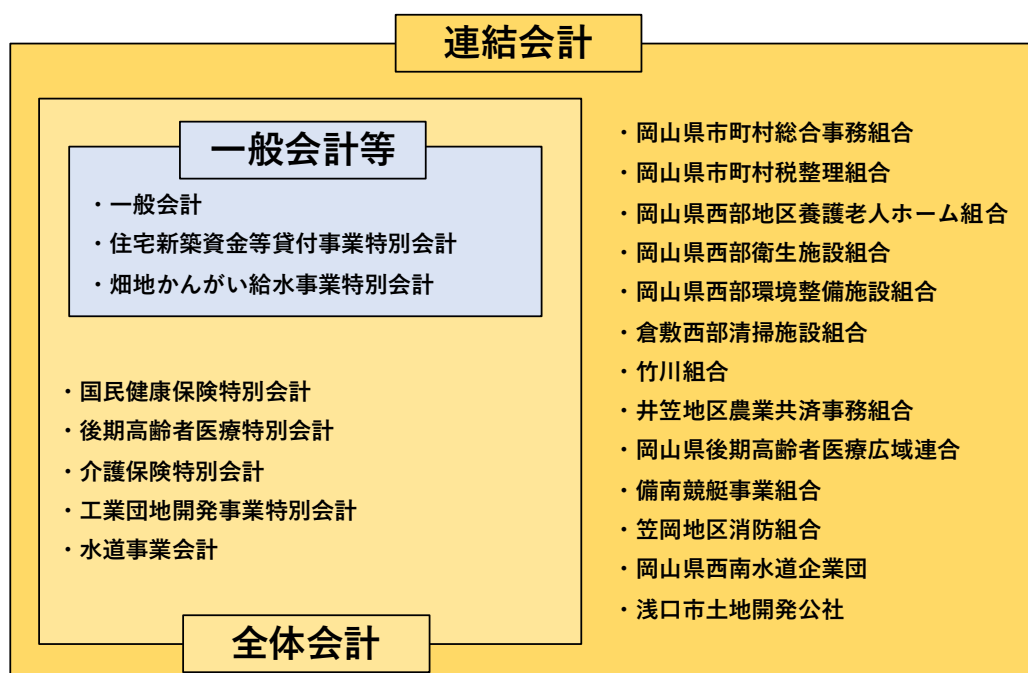 連結会計
一般会計等
・一般会計
・住宅新築資金等貸付事業特別会計
・畑地かんがい給水事業特別会計
・国民健康保険特別会計
・後期高齢者医療特別会計
・介護保険特別会計
・工業団地開発事業特別会計
・水道事業会計
全体会計
・岡山県市町村総合事務組合
・岡山県市町村税整理組合
・岡山県西部地区養護老人ホーム組合
・岡山県西部衛生施設組合
・岡山県西部環境整備施設組合
・倉敷西部清掃施設組合
・竹川組合
・井笠地区農業共済事務組合
・岡山県後期高齢者医療広域連合
・備南競艇事業組合
・笠岡地区消防組合
・岡山県西南水道企業団
・浅口市土地開発公社